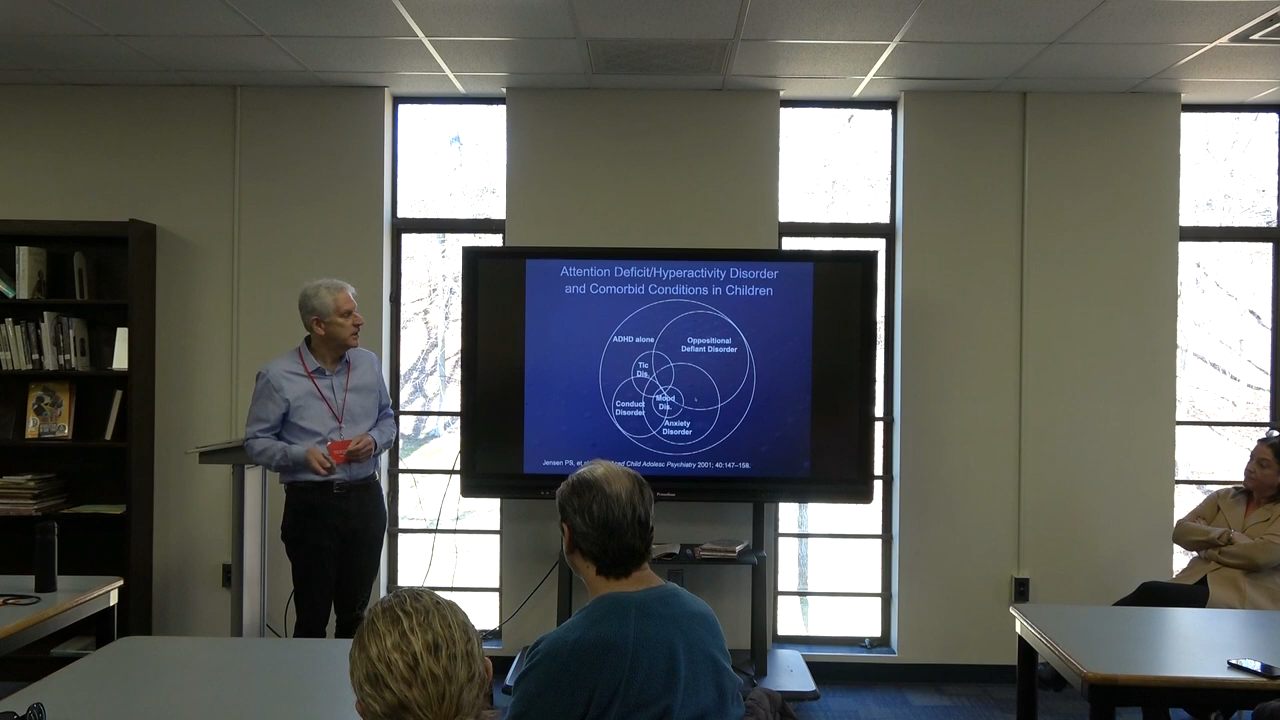 Attention Deficit/Hyperactivity Disorder
and Comorbid Conditions in Children
ADHD alone
Oppositional
Defiant Disorder
Tic
Dis.
Mood
Dis.
Conduct
Disorder
Anxiety
Disorder
Jensen PS, et Acad Child Adolesc Psychiatry 2001; 40:147–158.